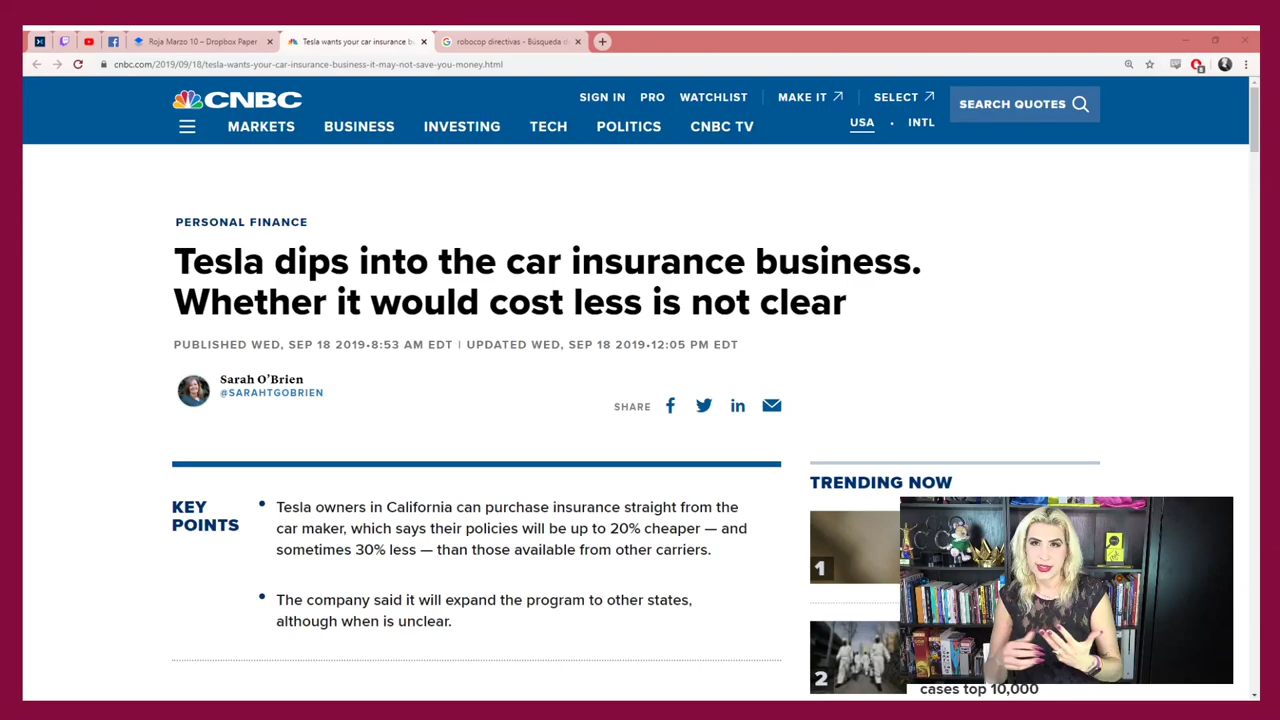 Roja Marzo 10 – Dropbox Paper
Tesla wants your car insurance b
robocop directivas - Búsqueda d
cnbc.com/2019/09/18/tesla-wants-your-car-insurance-business-it-may-not-save-you-money.html
CNBC
SIGN IN PRO WATCHLIST MAKE IT SELECT
SEARCH QUOTES
USA · INTL
MARKETS BUSINESS INVESTING TECH POLITICS CNBC TV
PERSONAL FINANCE
Tesla dips into the car insurance business.
Whether it would cost less is not clear
PUBLISHED WED, SEP 18 2019•8:53 AM EDT | UPDATED WED, SEP 18 2019•12:05 PM EDT
Sarah O’Brien
@SARAHTGOBRIEN
SHARE
KEY
POINTS
• Tesla owners in California can purchase insurance straight from the
car maker, which says their policies will be up to 20% cheaper — and
sometimes 30% less — than those available from other carriers.
• The company said it will expand the program to other states,
although when is unclear.
TRENDING NOW
1
2
cases top 10,000